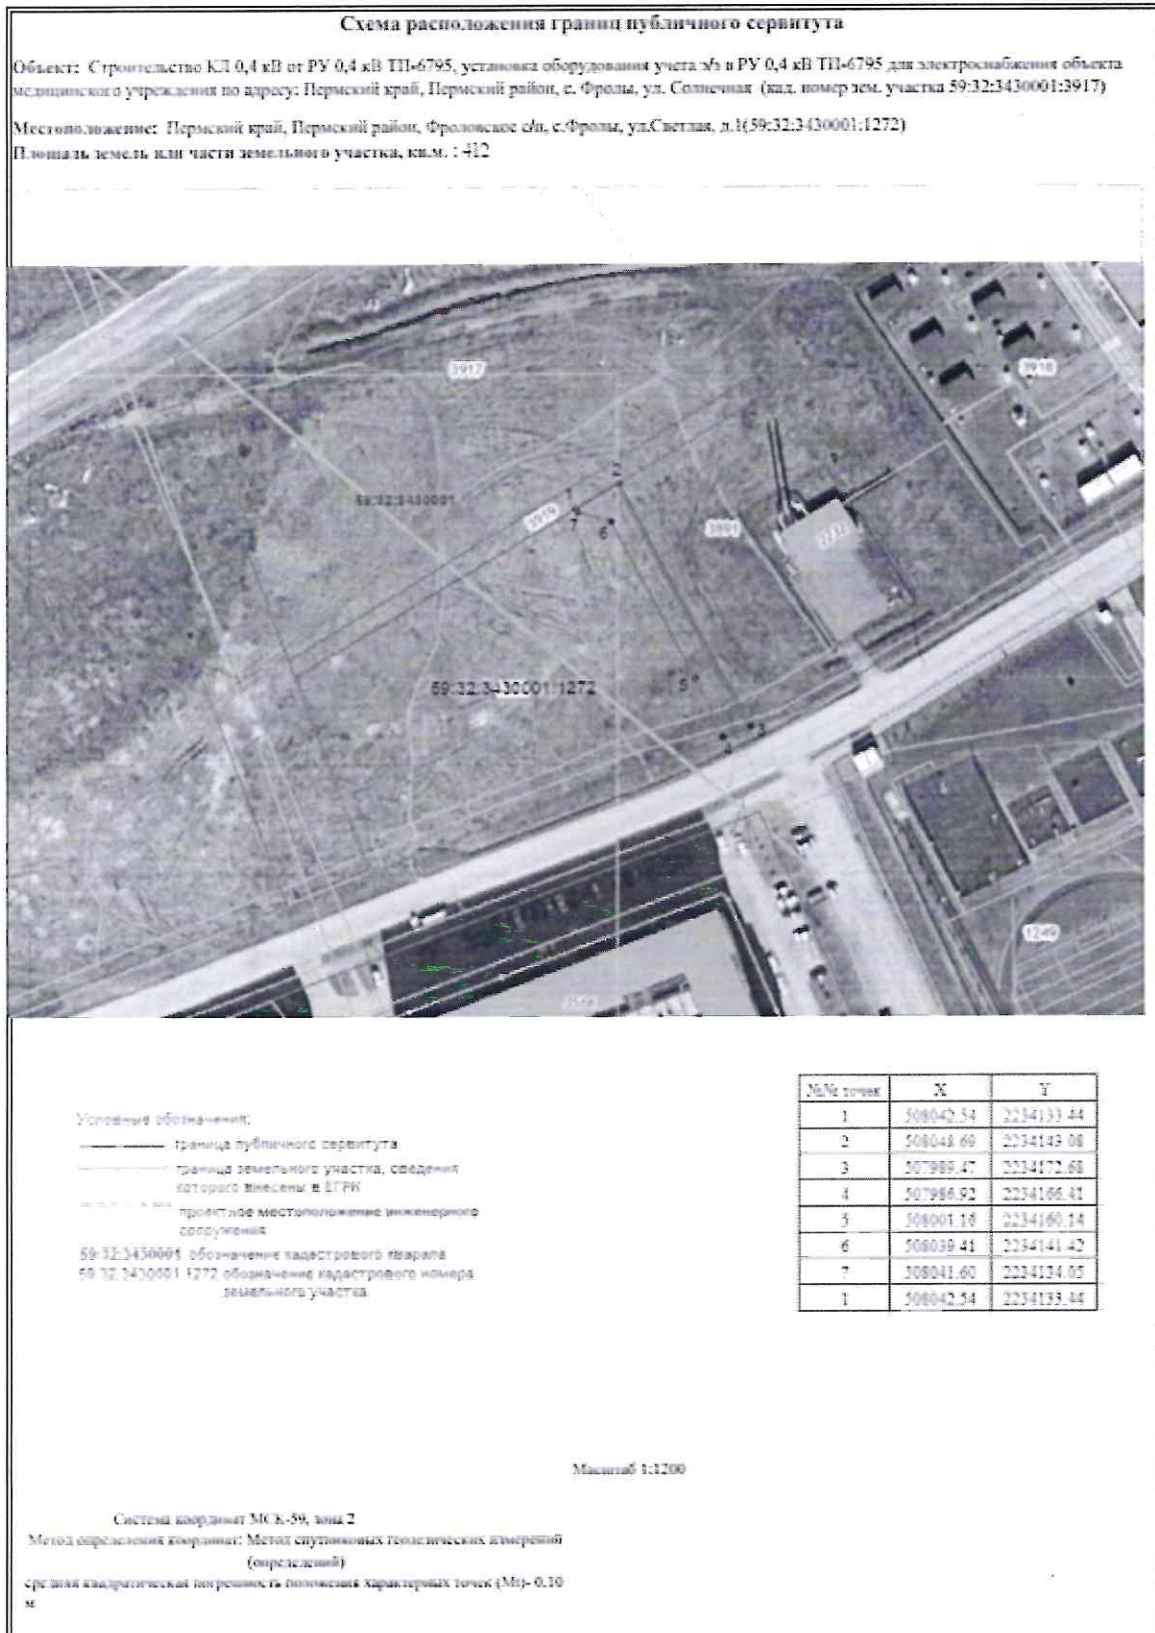 Схема расположения границ публичного сервитута
Объект: Строительство КЛ 0,4 кВ от РУ 0,4 кВ ТП-6795, установка оборудования учета э/э в РУ 0,4 кВ ТП-6795 для электроснабжения объекта
медицинского учреждения по адресу: Пермский край, Пермский район, с. Фролы, ул. Солнечная (кад. номер зем. участка 59:32:3430001:3917)
Местоположение: Пермский край, Пермский район, Фроловское с/п, с.Фролы, ул.Светлая, д.1(59:32:3430001:1272)
Площадь земель или части земельного участка, кв.м. : 412
3917
3918
2
1
59:32:3430001
3919
7
6
3891
2232
59:32:3430001:1272
5
3
4
1249
Условные обозначения:
граница публичного сервитута
граница земельного участка, сведения
которого внесены в ЕГРН
проектное местоположение инженерного
сооружения
59:32:3430001 обозначение кадастрового квартала
59:32:3430001:1272 обозначение кадастрового номера
земельного участка
№№ точек X Y
1 508042.54 2234133.44
2 508048.69 2234143.08
3 507989.47 2234172.68
4 507986.92 2234166.41
5 508001.16 2234160.14
6 508039.41 2234141.42
7 508041.60 2234134.05
1 508042.54 2234133.44
Масштаб 1:1200
Система координат МСК-59, зона 2
Метод определения координат: Метод спутниковых геодезических измерений
(определений)
средняя квадратическая погрешность положения характерных точек (Mt)- 0,10
м